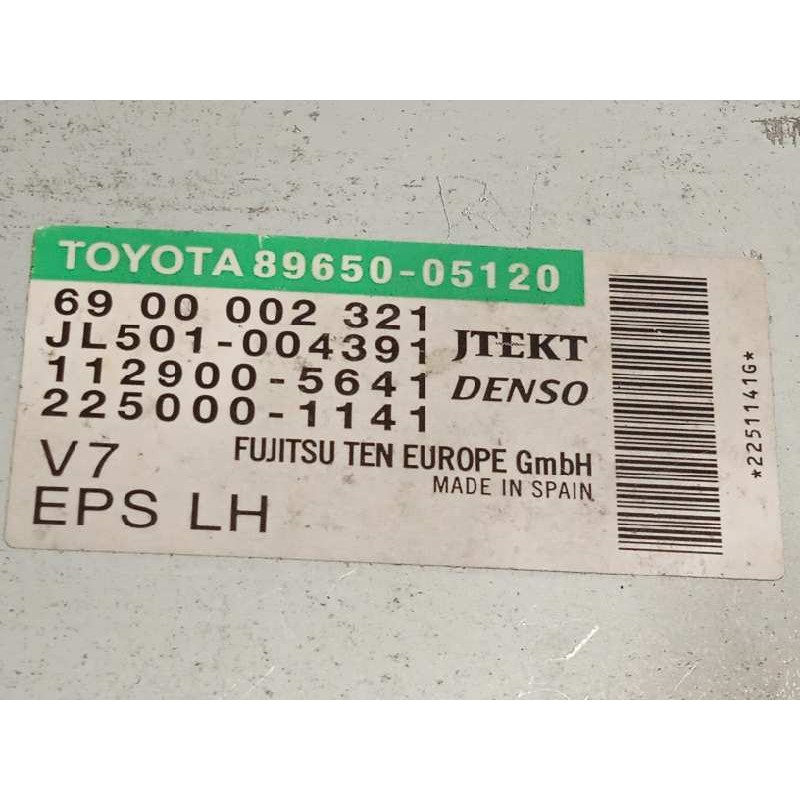 TOYOTA 89650-05120
69 00 002 321
JL501-004391 JTEKT
112900-5641 DENSO
225000-1141
V7 FUJITSU TEN EUROPE GmbH
MADE IN SPAIN
EPS LH
*2251141G*